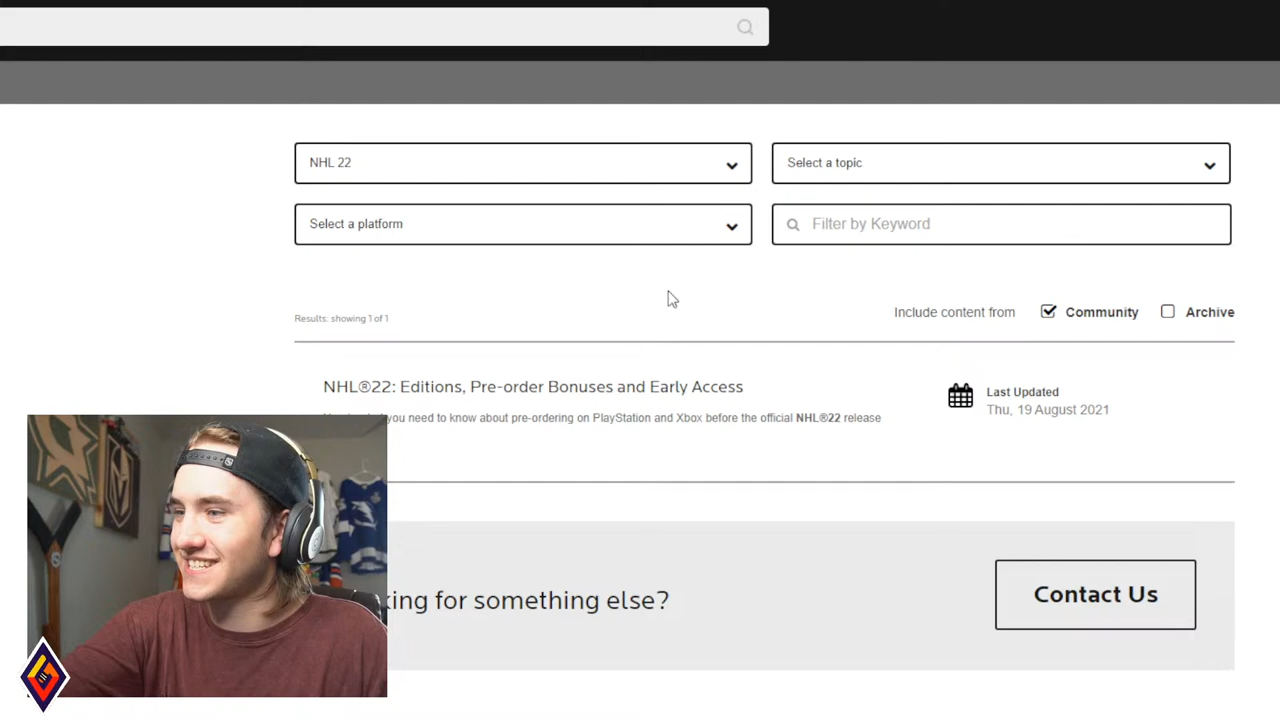 NHL 22
Select a topic
Select a platform
Filter by Keyword
Results: showing 1 of 1
Include content from
Community
Archive
NHL®22: Editions, Pre-order Bonuses and Early Access
you need to know about pre-ordering on PlayStation and Xbox before the official NHL®22 release
Last Updated
Thu, 19 August 2021
king for something else?
Contact Us